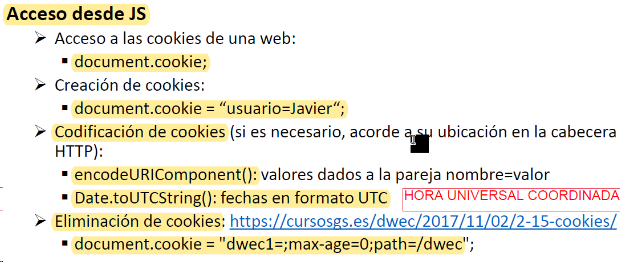 Acceso desde JS
➢ Acceso a las cookies de una web:
▪ document.cookie;
➢ Creación de cookies:
▪ document.cookie = “usuario=Javier“;
➢ Codificación de cookies (si es necesario, acorde a su ubicación en la cabecera
HTTP):
▪ encodeURIComponent(): valores dados a la pareja nombre=valor
▪ Date.toUTCString(): fechas en formato UTC HORA UNIVERSAL COORDINADA
➢ Eliminación de cookies: https://cursosgs.es/dwec/2017/11/02/2-15-cookies/
▪ document.cookie = "dwec1=;max-age=0;path=/dwec";